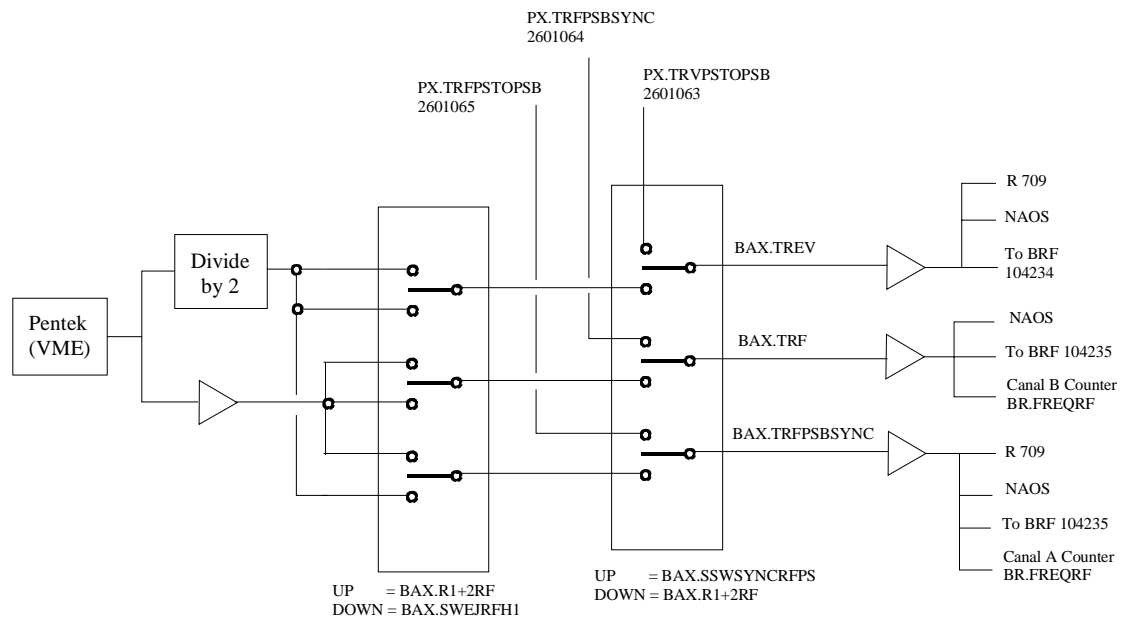 PX.TRFPSBSYNC
2601064
PX.TRVPSTOPSB
2601063
PX.TRFPSTOPSB
2601065
R 709
NAOS
To BRF
104234
BAX.TREV
Divide
by 2
Pentek
(VME)
NAOS
To BRF 104235
Canal B Counter
BR.FREQRF
BAX.TRF
BAX.TRFPSBSYNC
R 709
NAOS
To BRF 104235
Canal A Counter
BR.FREQRF
UP = BAX.R1+2RF
DOWN = BAX.SWEJRFH1
UP = BAX.SSWSYNCRFPS
DOWN = BAX.R1+2RF